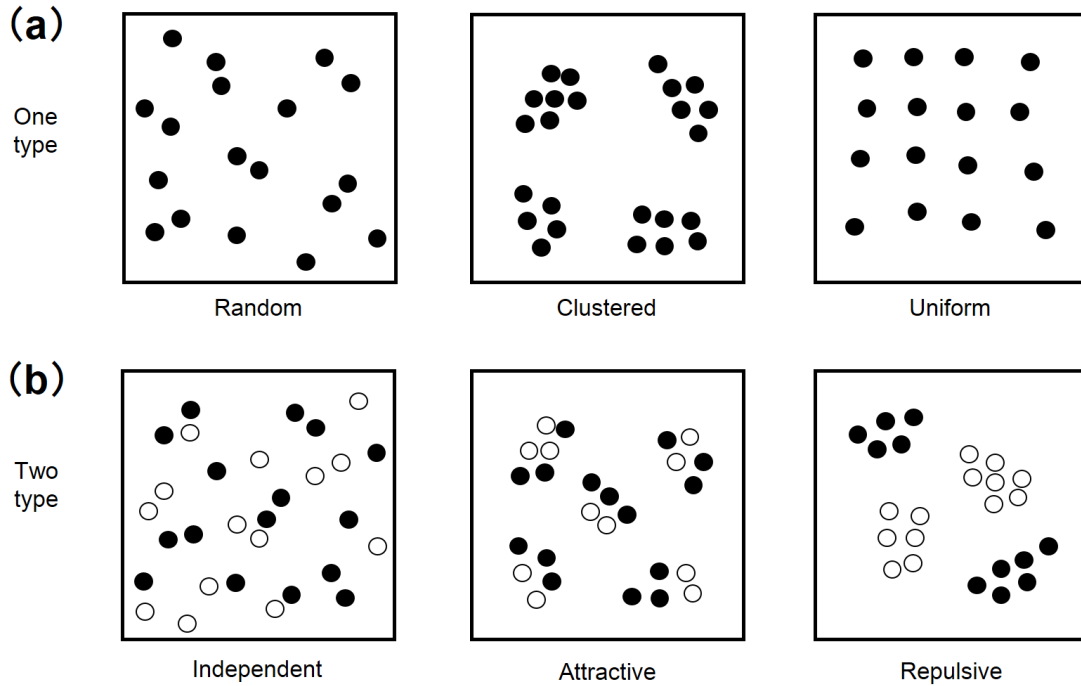 (a)
One
type
Random
Clustered
Uniform
(b)
Two
type
Independent
Attractive
Repulsive